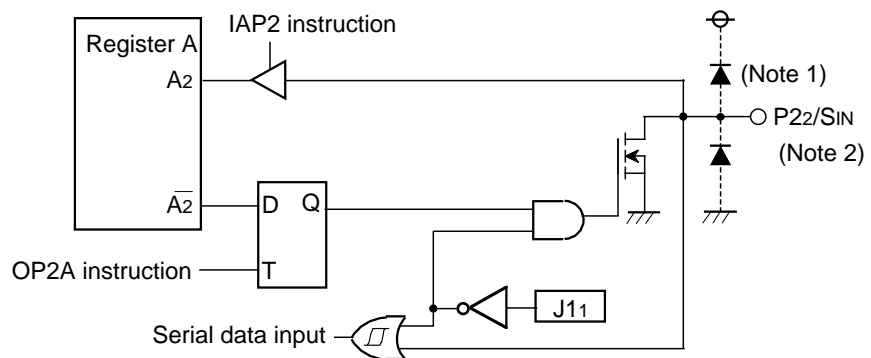 IAP2 instruction
Register A
A2
(Note 1)
P22/SIN
(Note 2)
A2
D
Q
OP2A instruction
T
J11
Serial data input